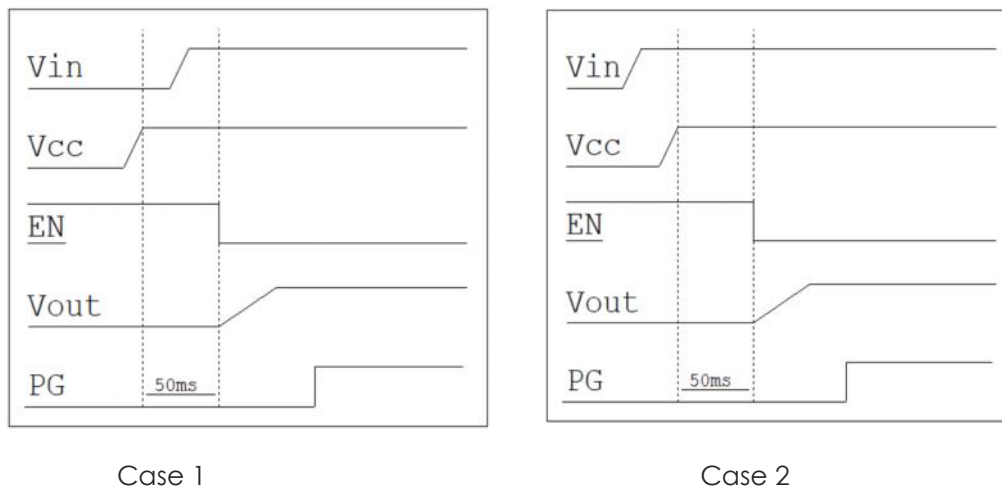 Vin
Vcc
EN
Vout
PG 50ms
Vin
Vcc
EN
Vout
PG 50ms
Case 1
Case 2